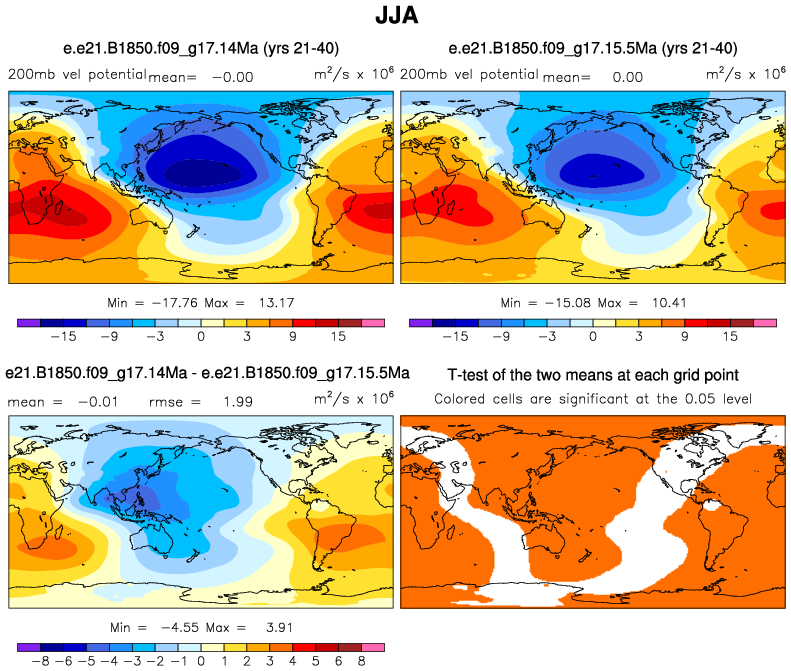 JJA
e.e21.B1850.f09_g17.14Ma (yrs 21-40)
200mb vel potential mean= −0.00 m²/s x 10⁶
Min = −17.76 Max = 13.17
−15 −9 −3 0 3 9 15
e.e21.B1850.f09_g17.15.5Ma (yrs 21-40)
200mb vel potential mean= 0.00 m²/s x 10⁶
Min = −15.08 Max = 10.41
−15 −9 −3 0 3 9 15
e21.B1850.f09_g17.14Ma - e.e21.B1850.f09_g17.15.5Ma
mean = −0.01 rmse = 1.99 m²/s x 10⁶
Min = −4.55 Max = 3.91
−8 −6 −5 −4 −3 −2 −1 0 1 2 3 4 5 6 8
T-test of the two means at each grid point
Colored cells are significant at the 0.05 level